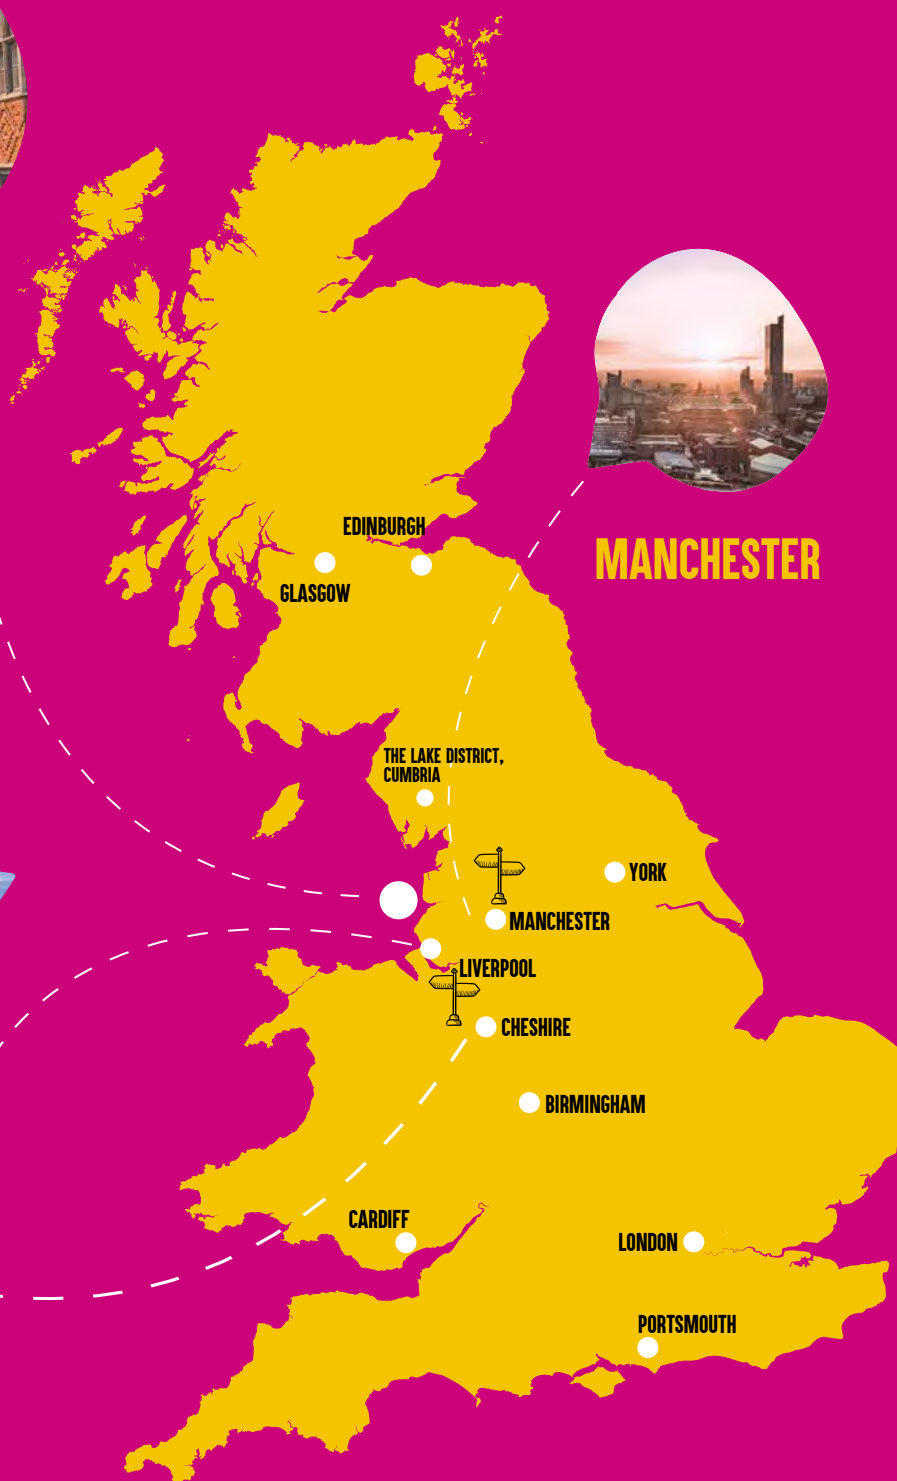 EDINBURGH
MANCHESTER
GLASGOW
THE LAKE DISTRICT,
CUMBRIA
YORK
MANCHESTER
LIVERPOOL
CHESHIRE
BIRMINGHAM
CARDIFF
LONDON
PORTSMOUTH